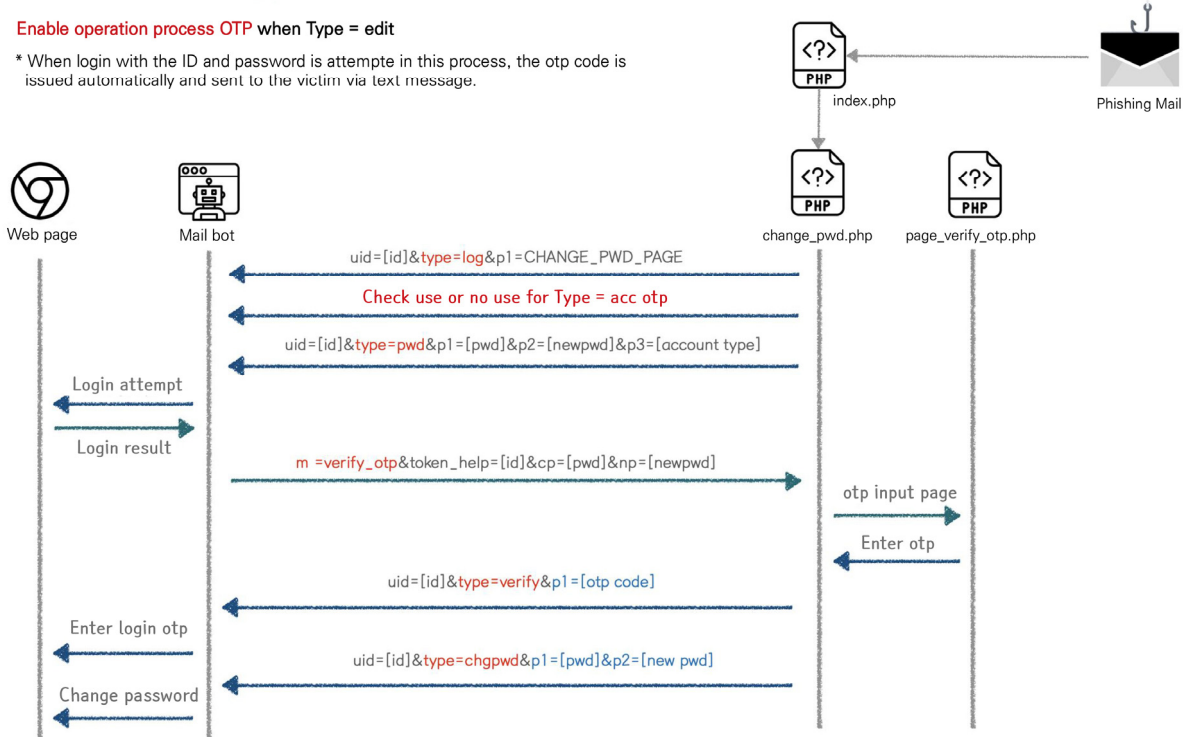 Enable operation process OTP when Type = edit
* When login with the ID and password is attempte in this process, the otp code is
issued automatically and sent to the victim via text message.
<?>
PHP
index.php
Phishing Mail
Web page
Mail bot
<?>
PHP
change_pwd.php
<?>
PHP
page_verify_otp.php
uid=[id]&type=log&p1=CHANGE_PWD_PAGE
Check use or no use for Type = acc otp
uid=[id]&type=pwd&p1=[pwd]&p2=[newpwd]&p3=[account type]
Login attempt
Login result
m =verify_otp&token_help=[id]&cp=[pwd]&np=[newpwd]
otp input page
Enter otp
uid=[id]&type=verify&p1=[otp code]
Enter login otp
uid=[id]&type=chgpwd&p1=[pwd]&p2=[new pwd]
Change password